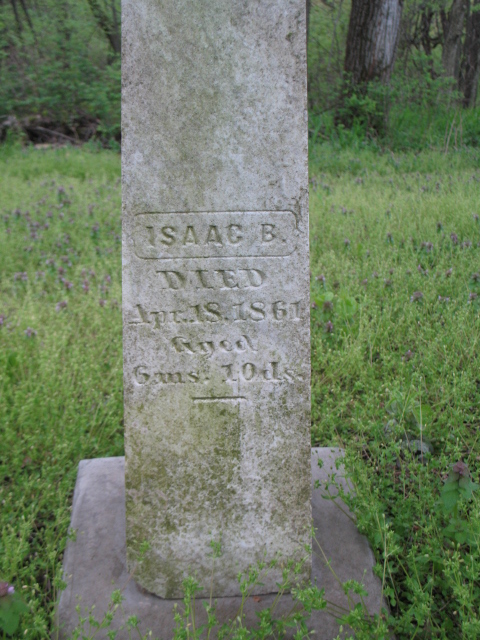 ISAAC B.
DIED
Apr. 18. 1861
Aged
6 ms. 10 ds.